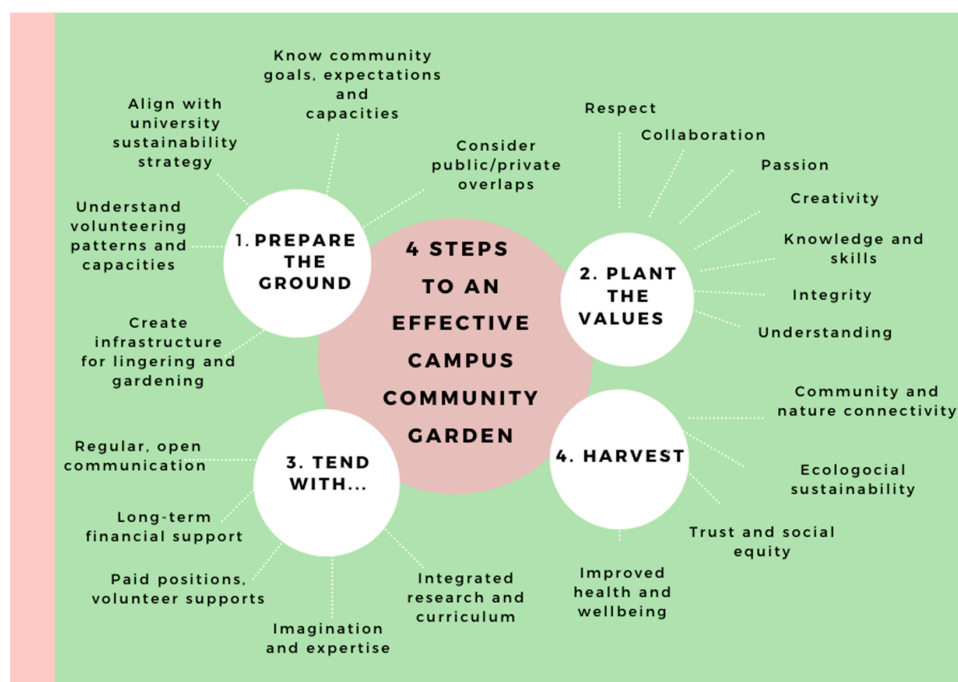 4 STEPS
TO AN
EFFECTIVE
CAMPUS
COMMUNITY
GARDEN
1. PREPARE
THE
GROUND
Understand
volunteering
patterns and
capacities
Align with
university
sustainability
strategy
Know community
goals, expectations
and
capacities
Consider
public/private
overlaps
Create
infrastructure
for lingering and
gardening
2. PLANT
THE
VALUES
Respect
Collaboration
Passion
Creativity
Knowledge and
skills
Integrity
Understanding
3. TEND
WITH...
Regular, open
communication
Long-term
financial support
Paid positions,
volunteer supports
Imagination
and expertise
Integrated
research and
curriculum
4. HARVEST
Community and
nature connectivity
Ecologocial
sustainability
Trust and social
equity
Improved
health and
wellbeing